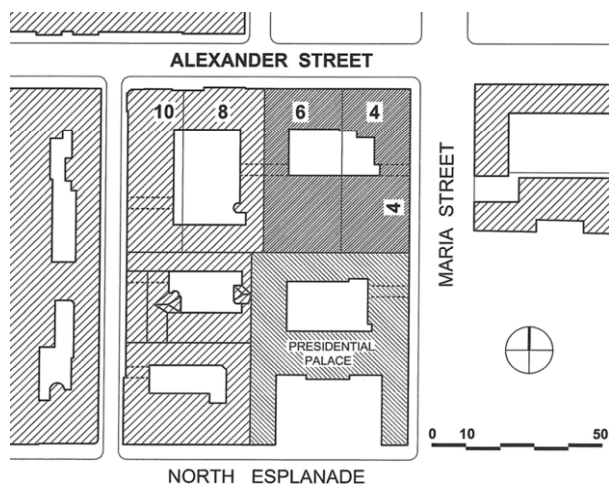 ALEXANDER STREET
10
8
6
4
4
MARIA STREET
PRESIDENTIAL
PALACE
0 10 50
NORTH ESPLANADE